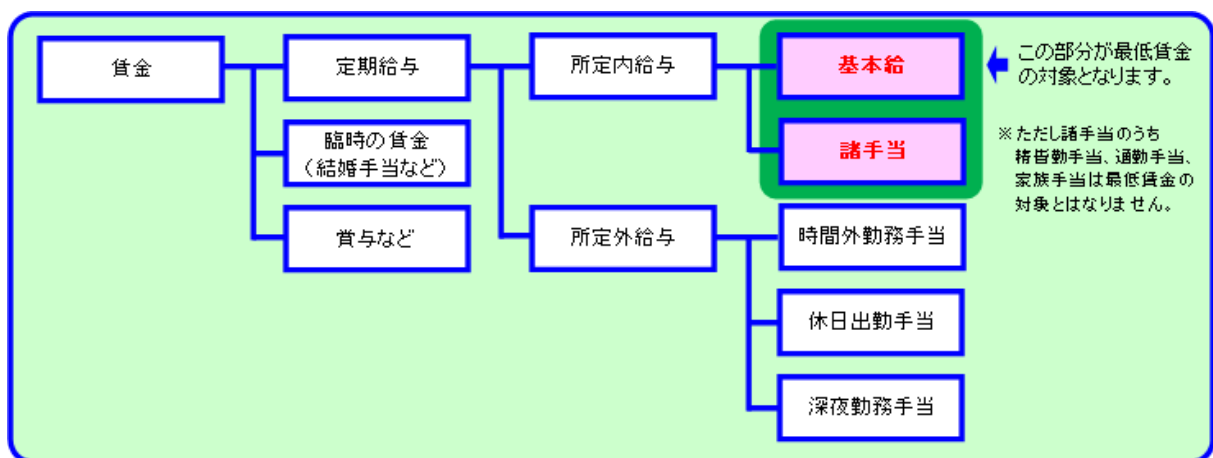 賃金
定期給与
所定内給与
基本給
この部分が最低賃金
の対象となります。
臨時の賃金
(結婚手当など)
諸手当
※ただし諸手当のうち
精皆勤手当、通勤手当、
家族手当は最低賃金の
対象とはなりません。
賞与など
所定外給与
時間外勤務手当
休日出勤手当
深夜勤務手当